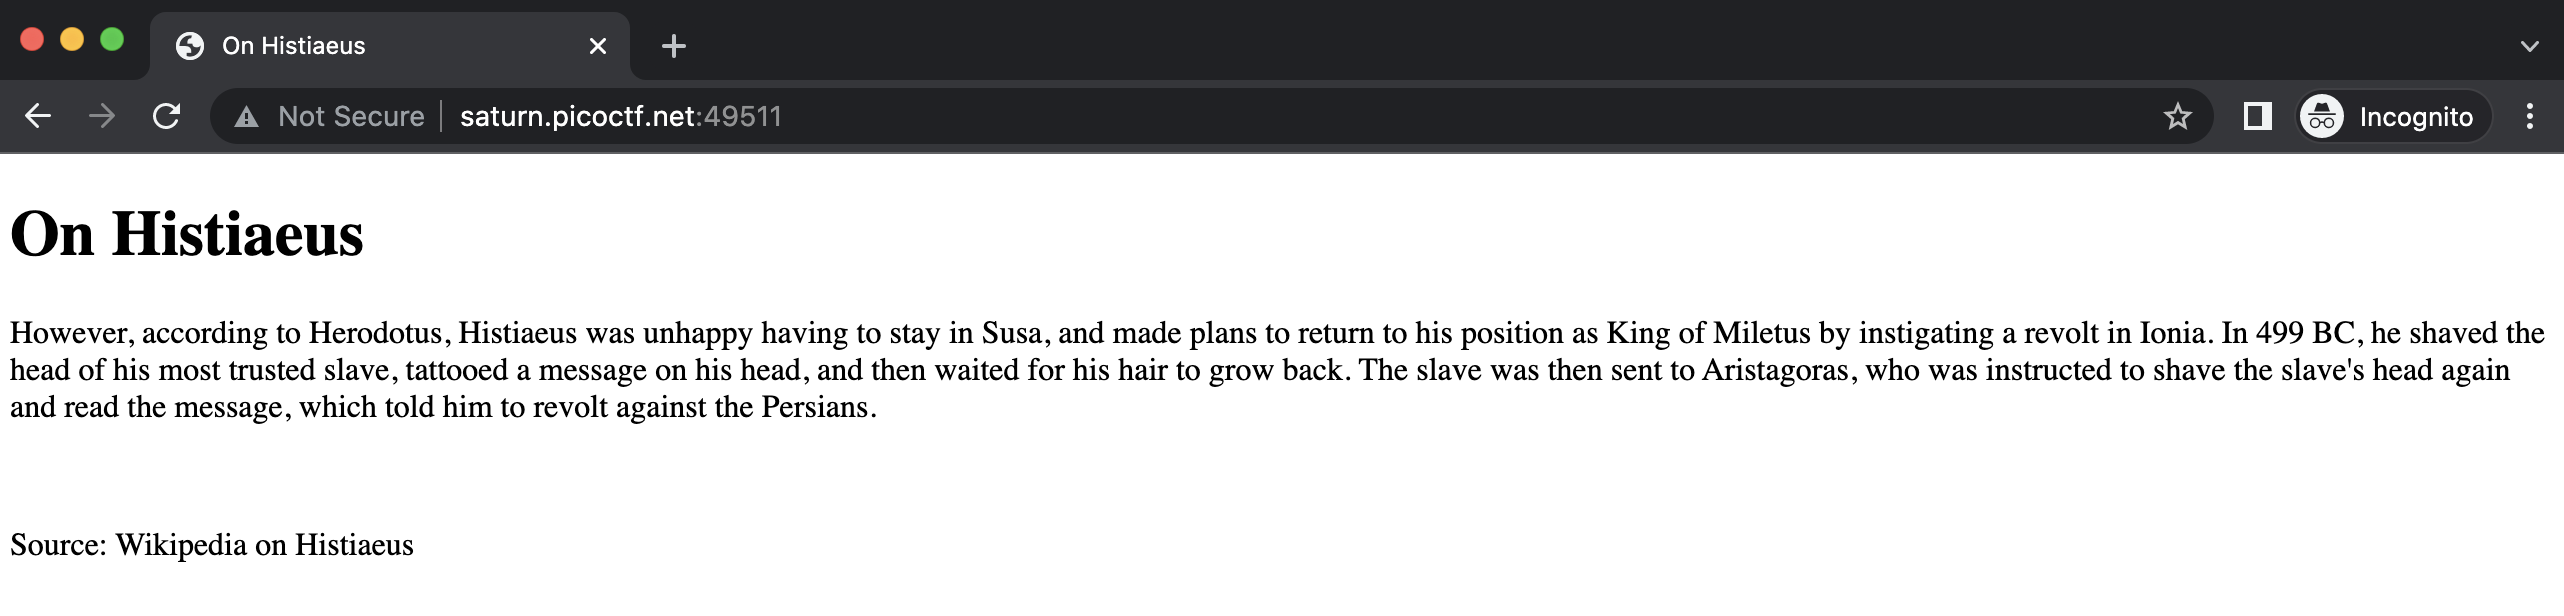 On Histiaeus
Not Secure saturn.picoctf.net:49511 Incognito
On Histiaeus
However, according to Herodotus, Histiaeus was unhappy having to stay in Susa, and made plans to return to his position as King of Miletus by instigating a revolt in Ionia. In 499 BC, he shaved the
head of his most trusted slave, tattooed a message on his head, and then waited for his hair to grow back. The slave was then sent to Aristagoras, who was instructed to shave the slave's head again
and read the message, which told him to revolt against the Persians.
Source: Wikipedia on Histiaeus